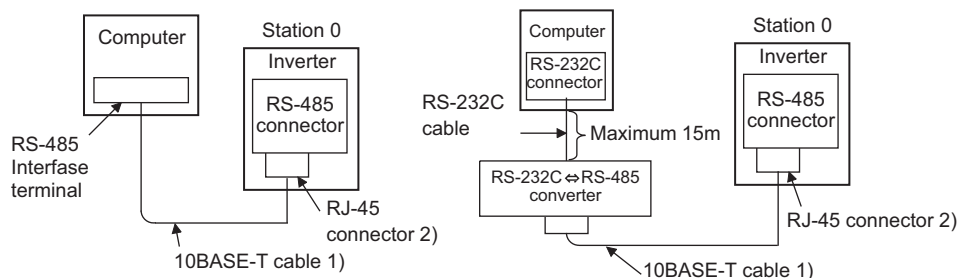 Computer
RS-485
Interfase
terminal
Station 0
Inverter
RS-485
connector
RJ-45
connector 2)
10BASE-T cable 1)
Computer
RS-232C
connector
RS-232C
cable
Maximum 15m
RS-232C⇔RS-485
converter
Station 0
Inverter
RS-485
connector
RJ-45 connector 2)
10BASE-T cable 1)